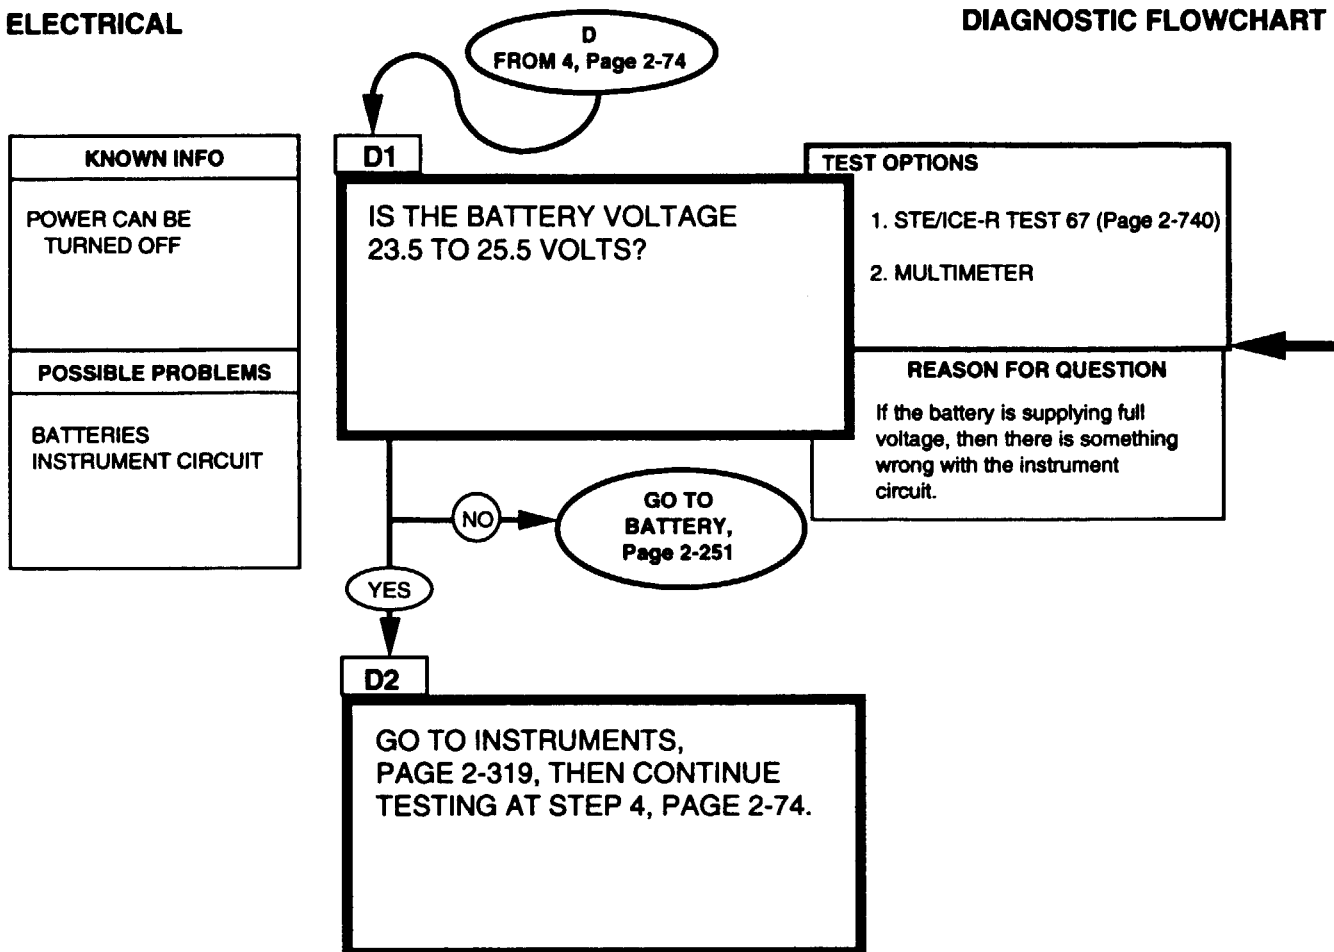 ELECTRICAL
DIAGNOSTIC FLOWCHART
D
FROM 4, Page 2-74
KNOWN INFO
POWER CAN BE
TURNED OFF
POSSIBLE PROBLEMS
BATTERIES
INSTRUMENT CIRCUIT
D1
IS THE BATTERY VOLTAGE
23.5 TO 25.5 VOLTS?
TEST OPTIONS
1. STE/ICE-R TEST 67 (Page 2-740)
2. MULTIMETER
REASON FOR QUESTION
If the battery is supplying full
voltage, then there is something
wrong with the instrument
circuit.
NO
GO TO
BATTERY,
Page 2-251
YES
D2
GO TO INSTRUMENTS,
PAGE 2-319, THEN CONTINUE
TESTING AT STEP 4, PAGE 2-74.